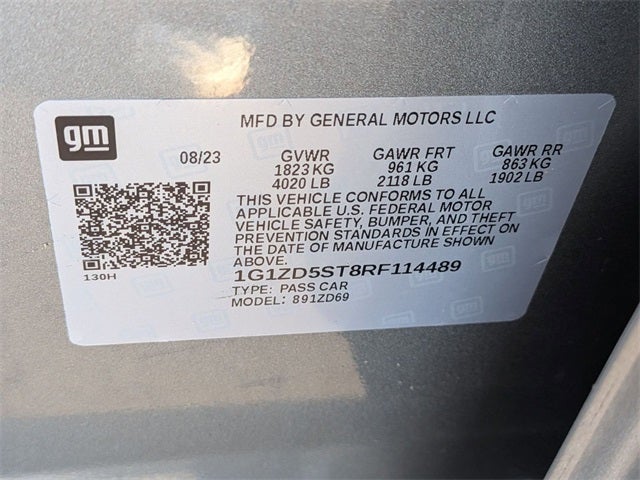 gm
MFD BY GENERAL MOTORS LLC
08/23 GVWR GAWR FRT GAWR RR
1823 KG 961 KG 863 KG
4020 LB 2118 LB 1902 LB
THIS VEHICLE CONFORMS TO ALL
APPLICABLE U.S. FEDERAL MOTOR
VEHICLE SAFETY, BUMPER, AND THEFT
PREVENTION STANDARDS IN EFFECT ON
THE DATE OF MANUFACTURE SHOWN
ABOVE.
130H
1G1ZD5ST8RF114489
TYPE: PASS CAR
MODEL: 891ZD69